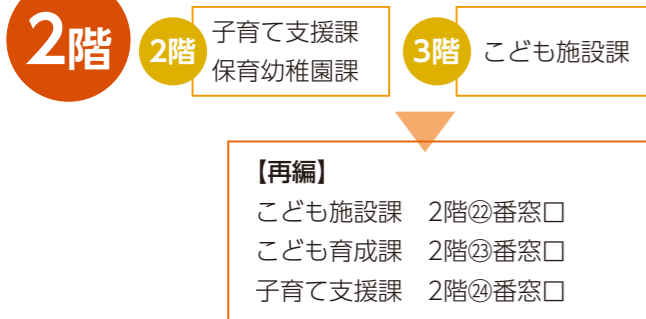 2階
2階
子育て支援課
保育幼稚園課
3階
こども施設課
【再編】
こども施設課 2階㉒番窓口
こども育成課 2階㉓番窓口
子育て支援課 2階㉔番窓口